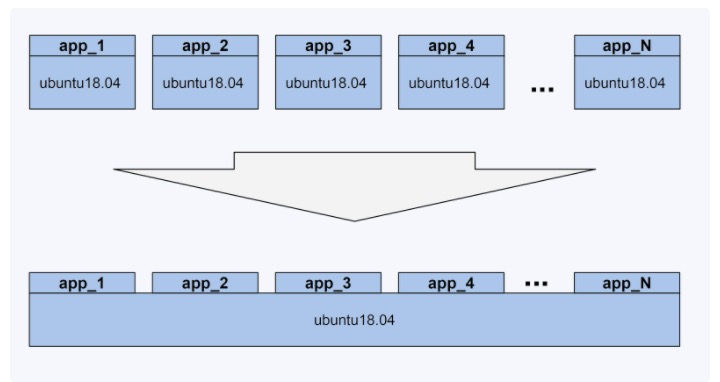 app_1 app_2 app_3 app_4 app_N
ubuntu18.04 ubuntu18.04 ubuntu18.04 ubuntu18.04 ... ubuntu18.04
app_1 app_2 app_3 app_4 ... app_N
ubuntu18.04